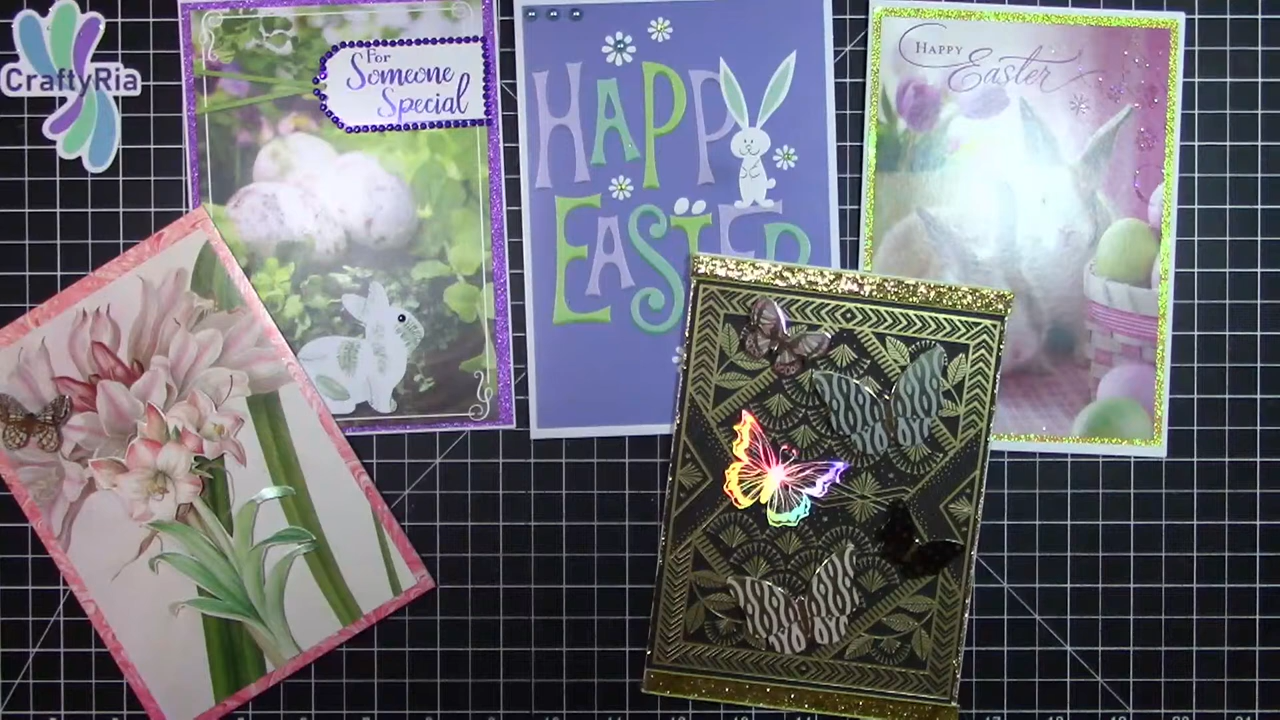 CraftyRia
For
Someone
Special
HAPPY
EASTER
HAPPY
Easter